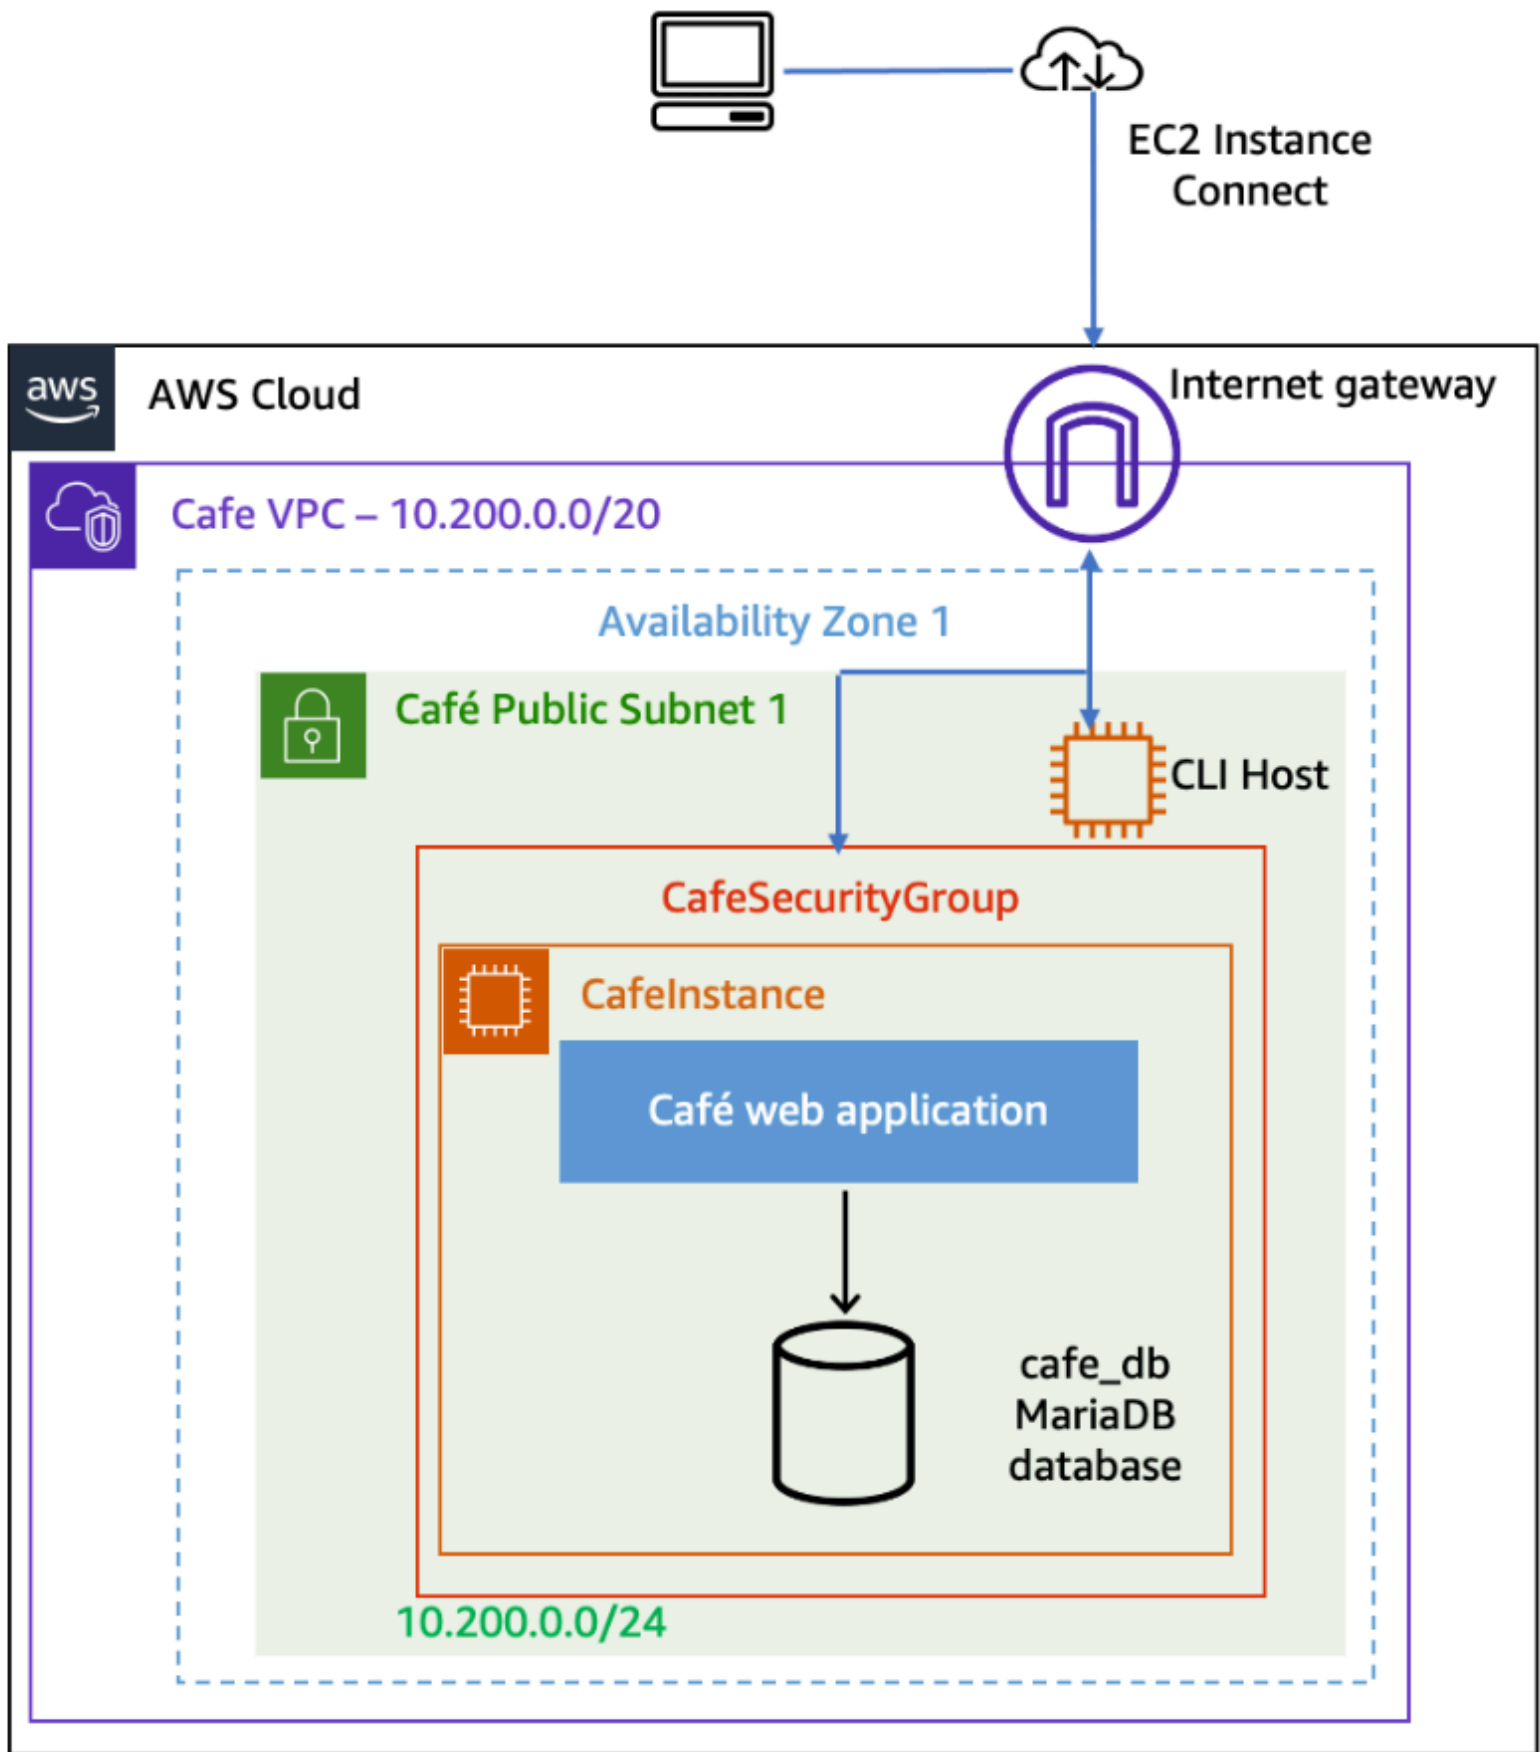 EC2 Instance
Connect
aws
AWS Cloud
Internet gateway
Cafe VPC – 10.200.0.0/20
Availability Zone 1
Café Public Subnet 1
CLI Host
CafeSecurityGroup
CafeInstance
Café web application
cafe_db
MariaDB
database
10.200.0.0/24